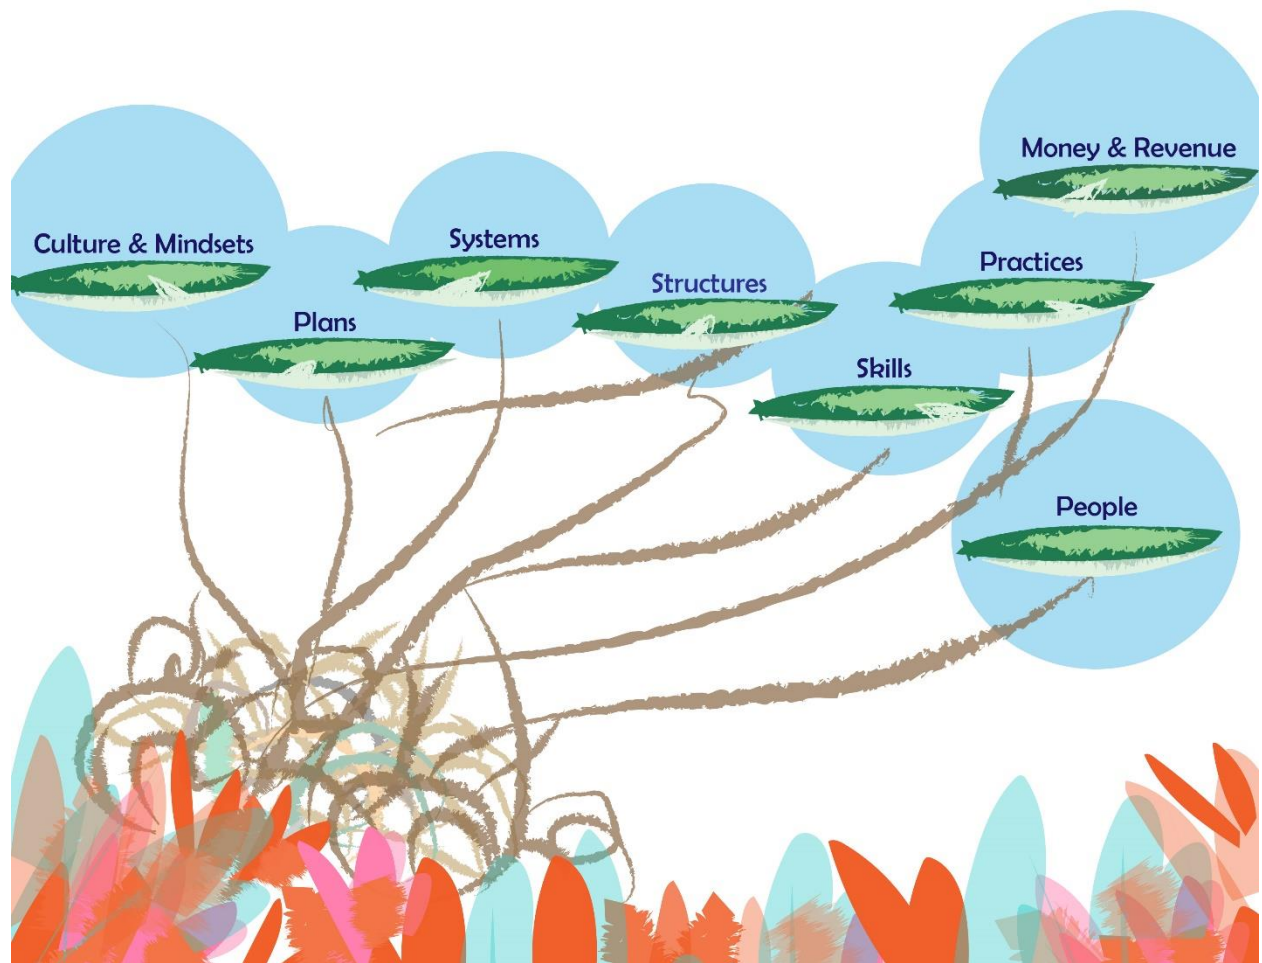 Money & Revenue
Culture & Mindsets
Systems
Practices
Structures
Plans
Skills
People